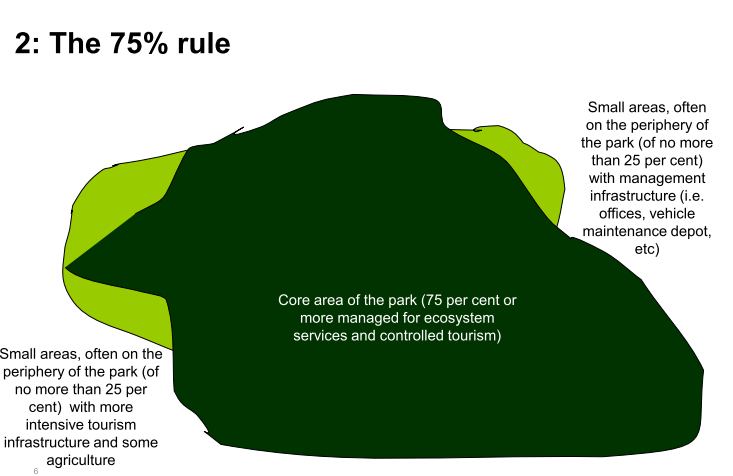 2: The 75% rule
Small areas, often
on the periphery of
the park (of no more
than 25 per cent)
with management
infrastructure (i.e.
offices, vehicle
maintenance depot,
etc)
Core area of the park (75 per cent or
more managed for ecosystem
services and controlled tourism)
Small areas, often on the
periphery of the park (of
no more than 25 per
cent)  with more
intensive tourism
infrastructure and some
agriculture
6